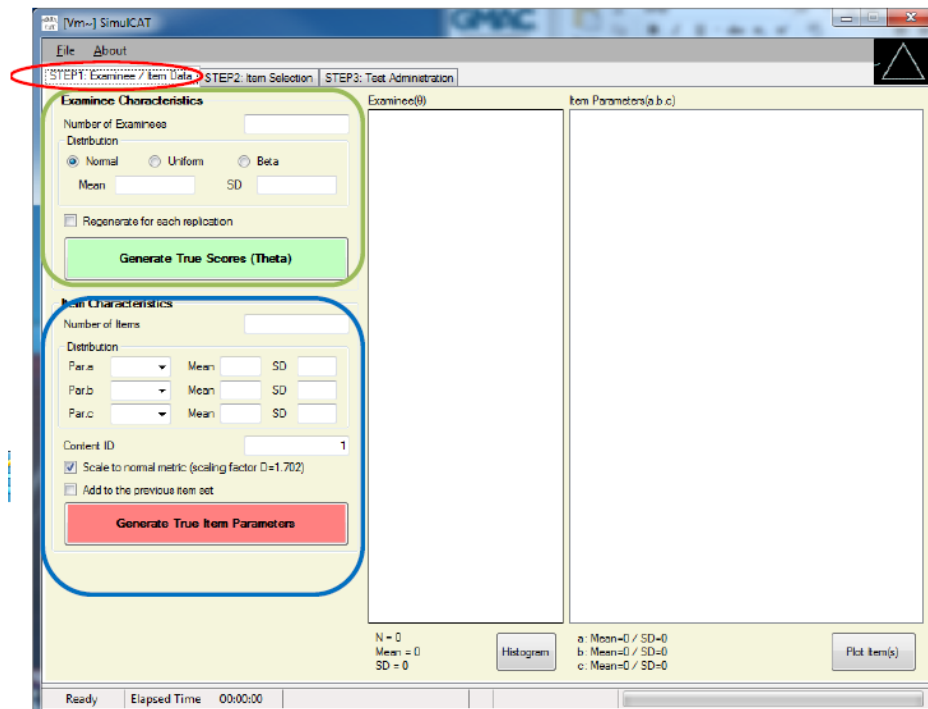 GMAC
[Vm~] SimulCAT
File About
STEP1: Examinee / Item Data STEP2: Item Selection STEP3: Test Administration
Examinee Characteristics
Number of Examinees
Distribution
Normal Uniform Beta
Mean SD
Regenerate for each replication
Generate True Scores (Theta)
Item Characteristics
Number of Items
Distribution
Par.a Mean SD
Par.b Mean SD
Par.c Mean SD
Content ID 1
Scale to normal metric (scaling factor D=1.702)
Add to the previous item set
Generate True Item Parameters
Examinee(θ)
N = 0
Mean = 0
SD = 0
Histogram
Item Parameters(a,b,c)
a: Mean=0 / SD=0
b: Mean=0 / SD=0
c: Mean=0 / SD=0
Plot Item(s)
Ready Elapsed Time 00:00:00